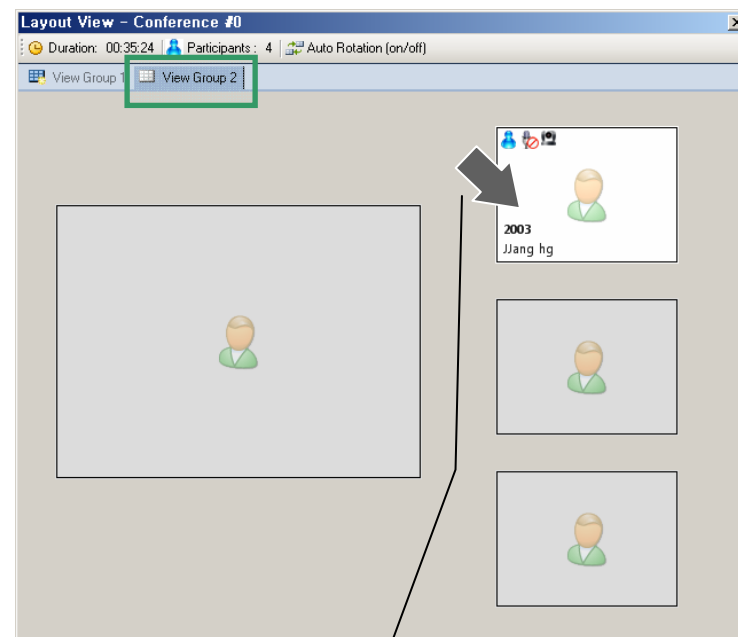 Layout View - Conference #0
Duration: 00:35:24 Participants : 4 Auto Rotation (on/off)
View Group 1 View Group 2
2003
JJang hg